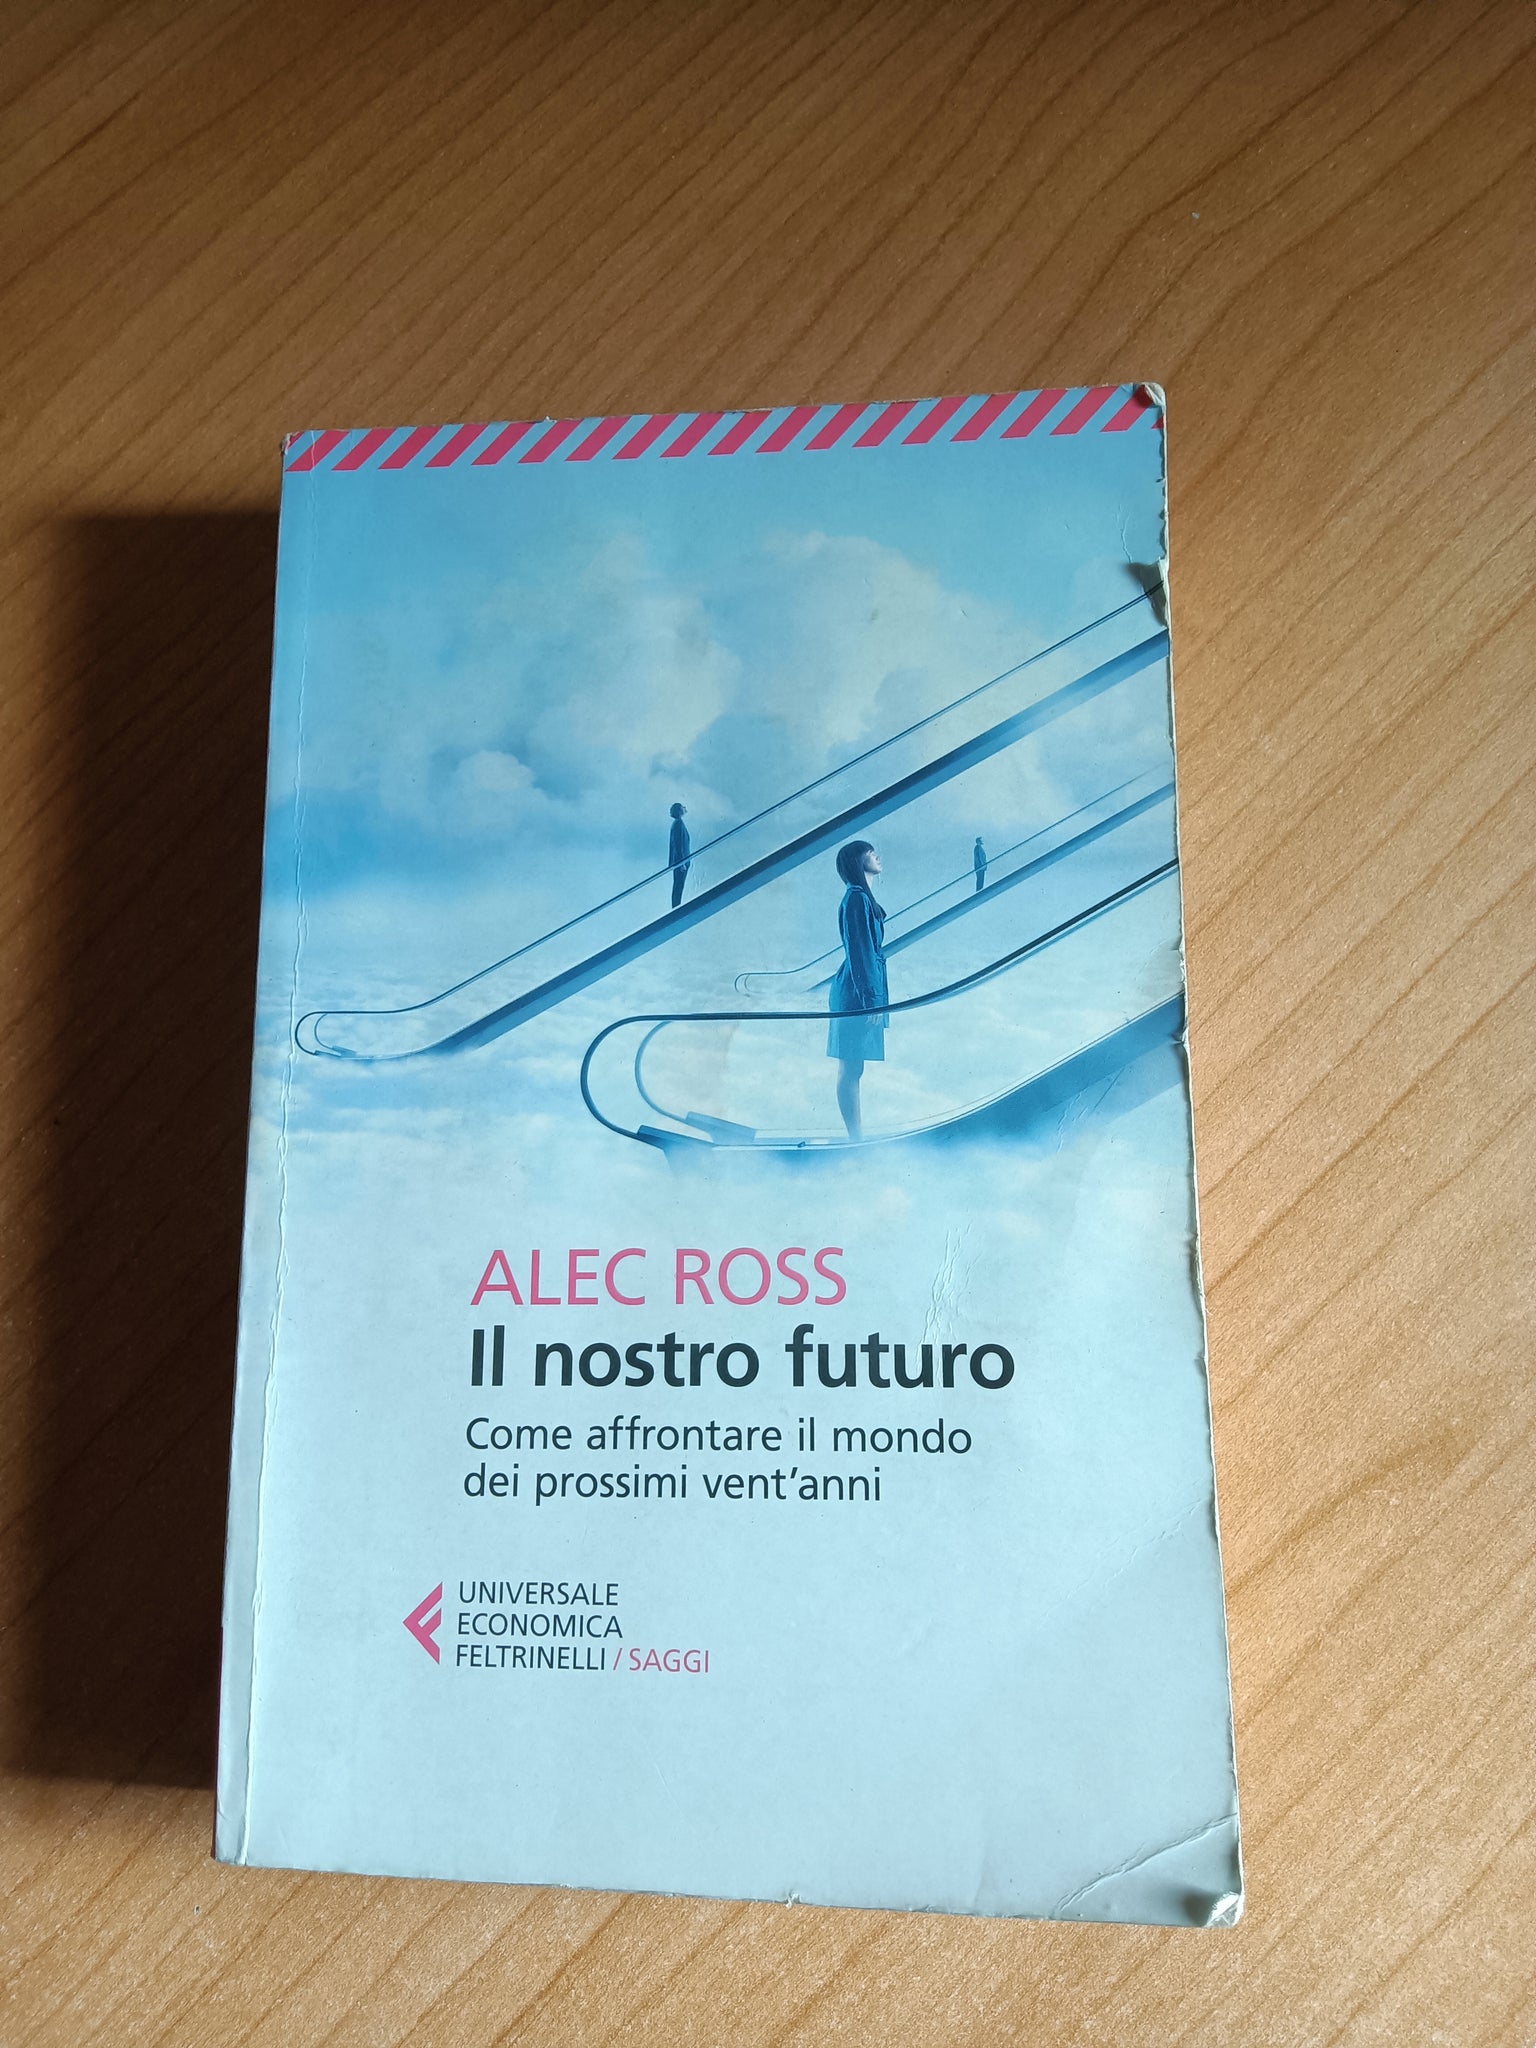 ALEC ROSS
Il nostro futuro
Come affrontare il mondo
dei prossimi vent'anni
UNIVERSALE
ECONOMICA
FELTRINELLI / SAGGI